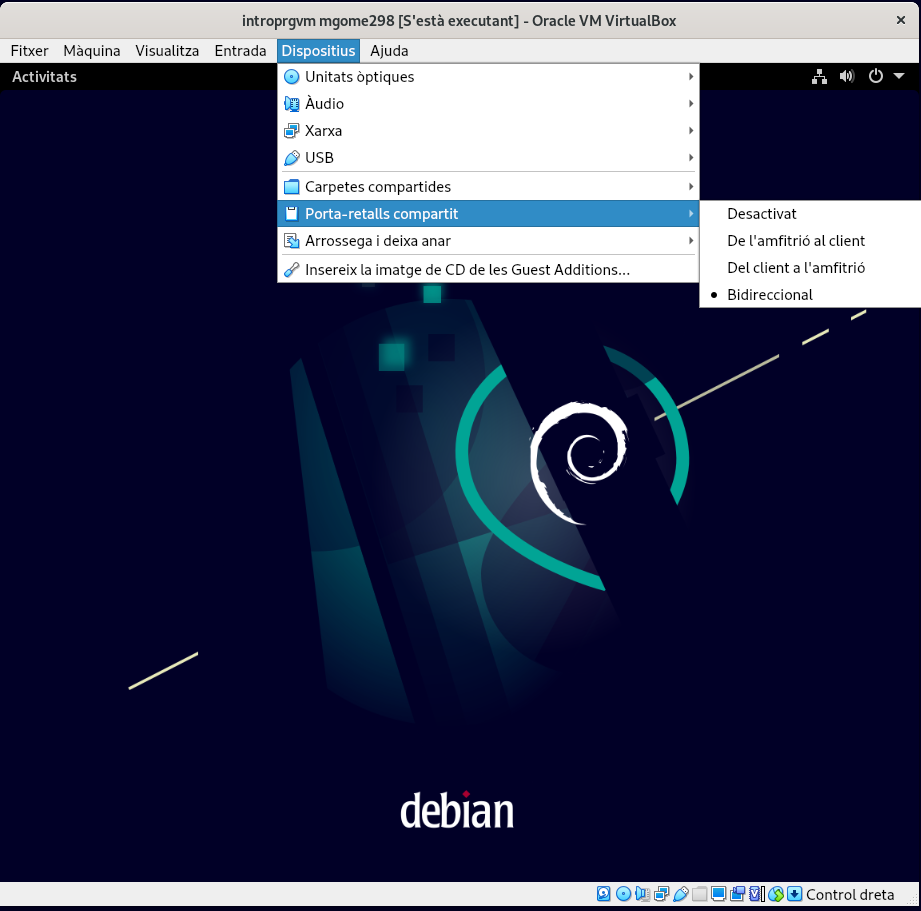 intropgrvm mgome298 [S'està executant] - Oracle VM VirtualBox
Fitxer Màquina Visualitza Entrada Dispositius Ajuda
Activitats
Unitats òptiques
Àudio
Xarxa
USB
Carpetes compartides
Porta-retalls compartit
Arrossega i deixa anar
Insereix la imatge de CD de les Guest Additions...
Desactivat
De l'amfitrió al client
Del client a l'amfitrió
Bidireccional
debian
Control dreta